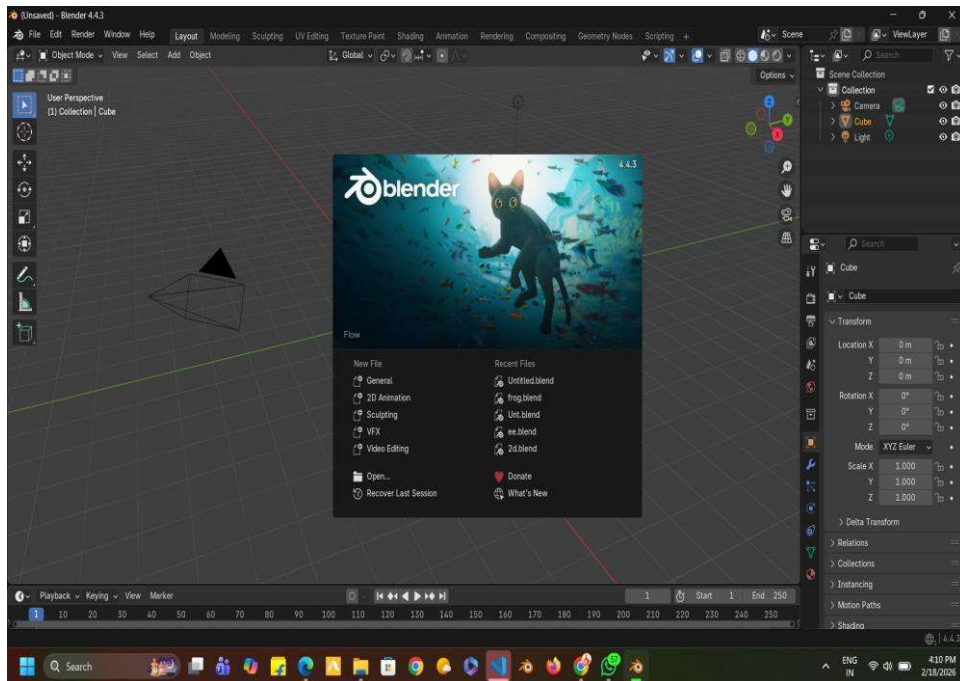 (Unsaved) - Blender 4.4.3
File Edit Render Window Help Layout Modeling Sculpting UV Editing Texture Paint Shading Animation Rendering Compositing Geometry Nodes Scripting + Scene ViewLayer
Object Mode View Select Add Object Global Search
Options
User Perspective
(1) Collection | Cube
Scene Collection
Collection
Camera
Cube
Light
4.4.3
blender
Flow
New File
General
2D Animation
Sculpting
VFX
Video Editing
Open...
Recover Last Session
Recent Files
Untitled.blend
frog.blend
Unt.blend
ee.blend
2d.blend
Donate
What's New
Z
Y
X
Search
Cube
Cube
Transform
Location X 0 m
Y 0 m
Z 0 m
Rotation X 0°
Y 0°
Z 0°
Mode XYZ Euler
Scale X 1.000
Y 1.000
Z 1.000
Delta Transform
Relations
Collections
Instancing
Motion Paths
Shading
Playback Keying View Marker 1 Start 1 End 250
1 10 20 30 40 50 60 70 80 90 100 110 120 130 140 150 160 170 180 190 200 210 220 230 240 250
4.4.3
Search
ENG
IN
4:10 PM
2/18/2026